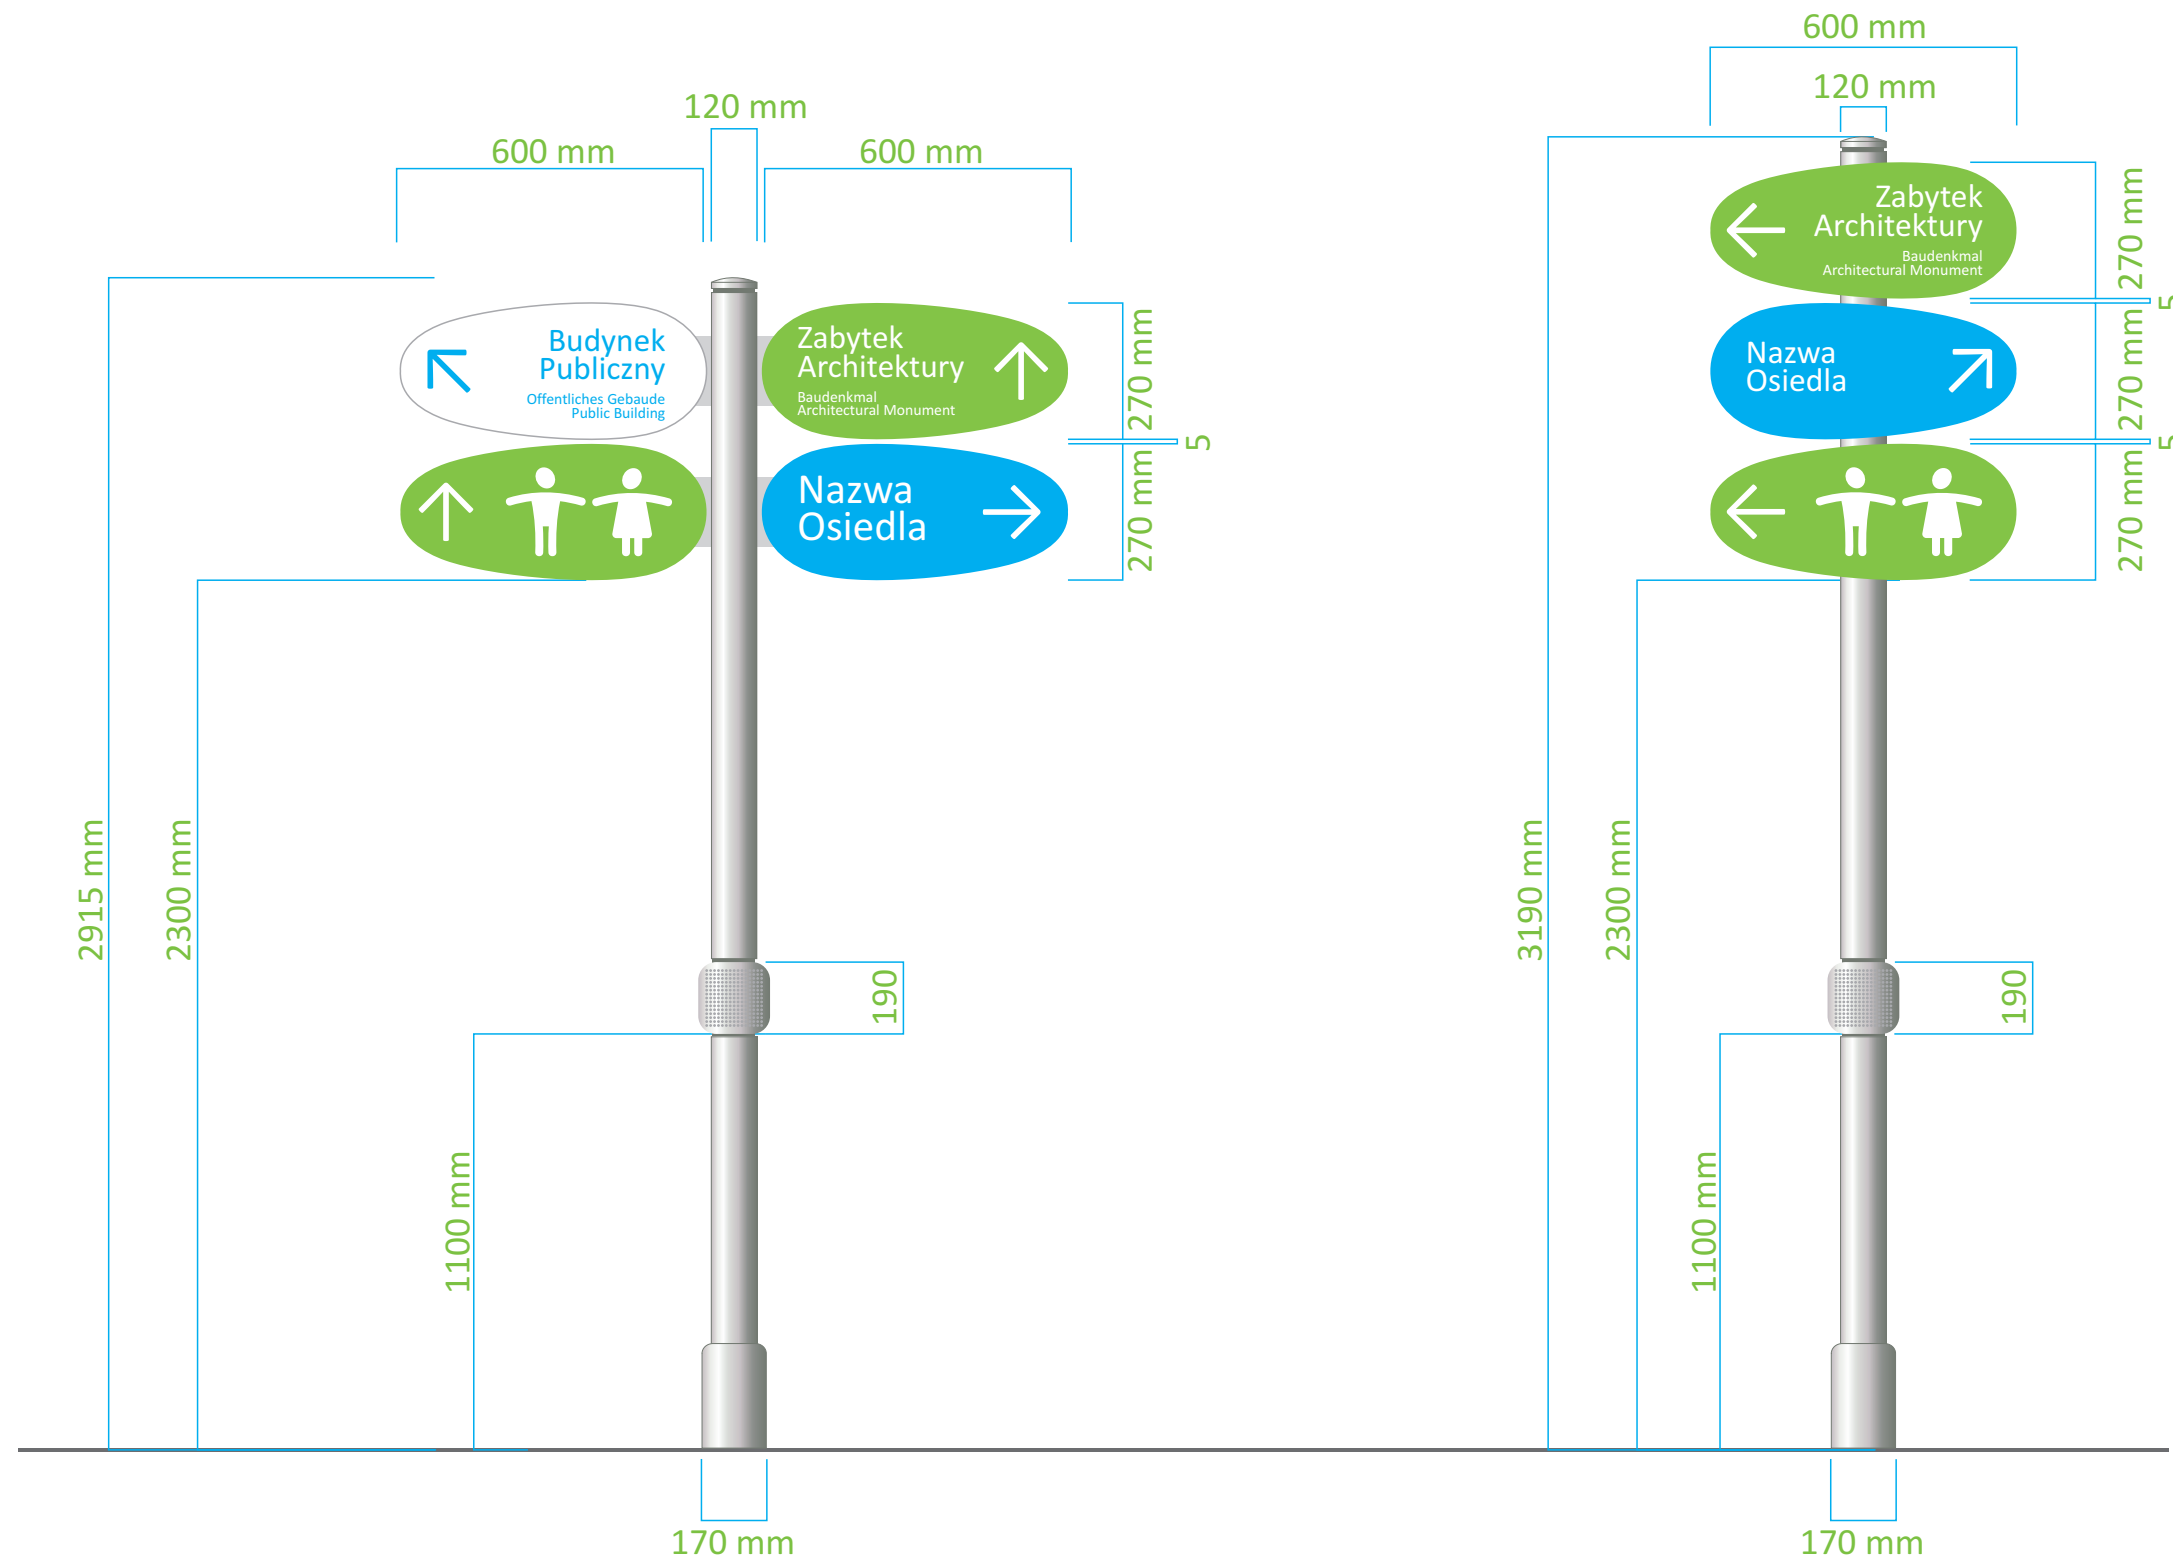 120 mm
600 mm
600 mm
Budynek
Publiczny
Offentliches Gebaude
Public Building
Zabytek
Architektury
Baudenkmal
Architectural Monument
Nazwa
Osiedla
270 mm
5
270 mm
2915 mm
2300 mm
190
1100 mm
170 mm
600 mm
120 mm
Zabytek
Architektury
Baudenkmal
Architectural Monument
Nazwa
Osiedla
270 mm
5
270 mm
5
270 mm
3190 mm
2300 mm
190
1100 mm
170 mm